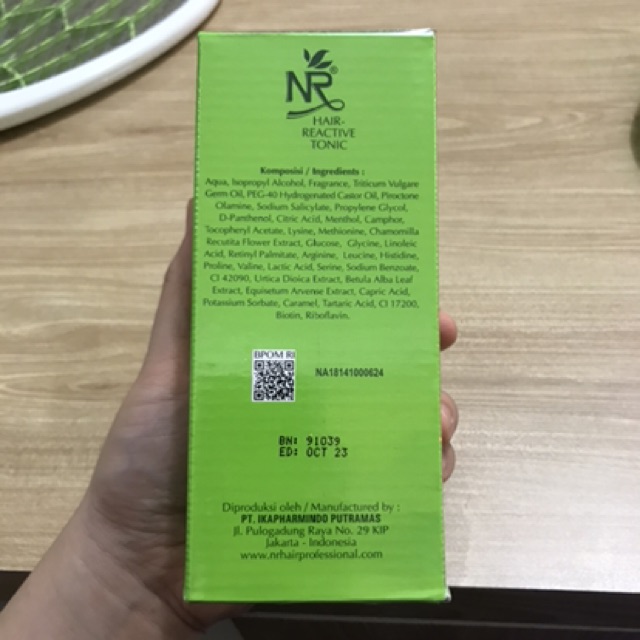 NR®
HAIR-
REACTIVE
TONIC
Komposisi / Ingredients :
Aqua, Isopropyl Alcohol, Fragrance, Triticum Vulgare
Germ Oil, PEG-40 Hydrogenated Castor Oil, Piroctone
Olamine, Sodium Salicylate, Propylene Glycol,
D-Panthenol, Citric Acid, Menthol, Camphor,
Tocopheryl Acetate, Lysine, Methionine, Chamomilla
Recutita Flower Extract, Glucose, Glycine, Linoleic
Acid, Retinyl Palmitate, Arginine, Leucine, Histidine,
Proline, Valine, Lactic Acid, Serine, Sodium Benzoate,
CI 42090, Urtica Dioica Extract, Betula Alba Leaf
Extract, Equisetum Arvense Extract, Capric Acid,
Potassium Sorbate, Caramel, Tartaric Acid, CI 17200,
Biotin, Riboflavin.
BPOM RI
NA18141000624
BN: 91039
ED: OCT 23
Diproduksi oleh / Manufactured by :
PT. IKAPHARMINDO PUTRAMAS
Jl. Pulogadung Raya No. 29 KIP
Jakarta - Indonesia
www.nrhairprofessional.com